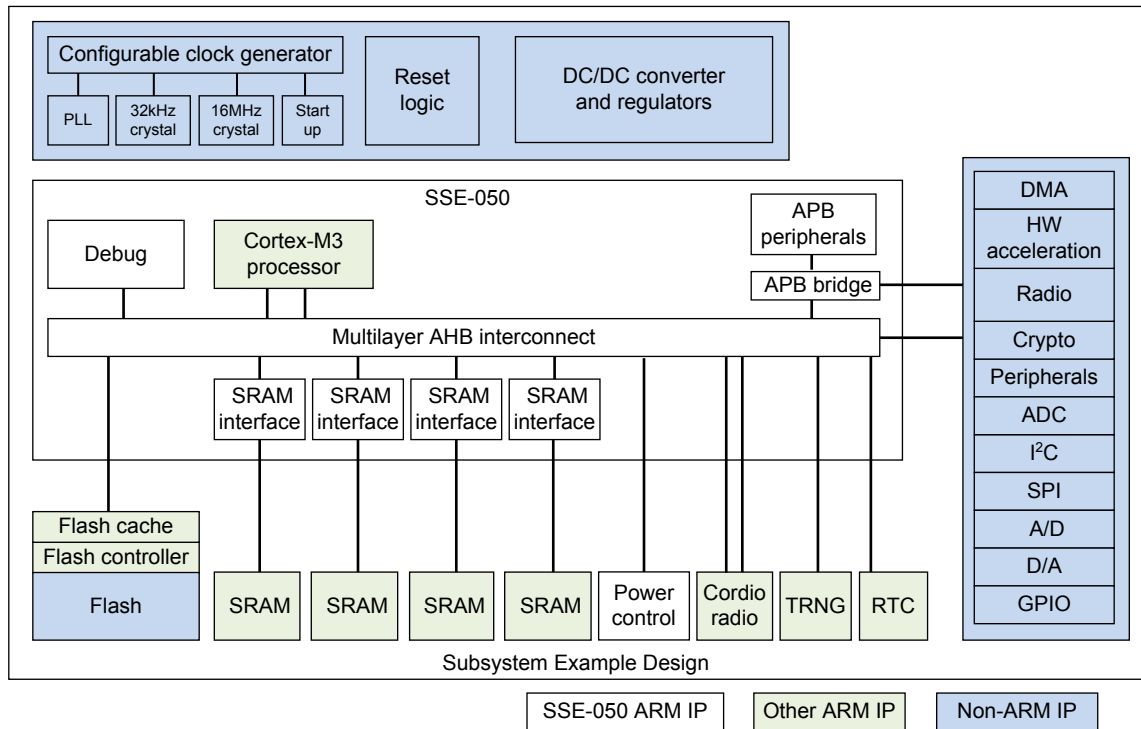 Configurable clock generator
PLL
32kHz
crystal
16MHz
crystal
Start
up
Reset
logic
DC/DC converter
and regulators
SSE-050
Debug
Cortex-M3
processor
APB
peripherals
APB bridge
Multilayer AHB interconnect
SRAM
interface
SRAM
interface
SRAM
interface
SRAM
interface
DMA
HW
acceleration
Radio
Crypto
Peripherals
ADC
I²C
SPI
A/D
D/A
GPIO
Flash cache
Flash controller
Flash
SRAM
SRAM
SRAM
SRAM
Power
control
Cordio
radio
TRNG
RTC
Subsystem Example Design
SSE-050 ARM IP
Other ARM IP
Non-ARM IP